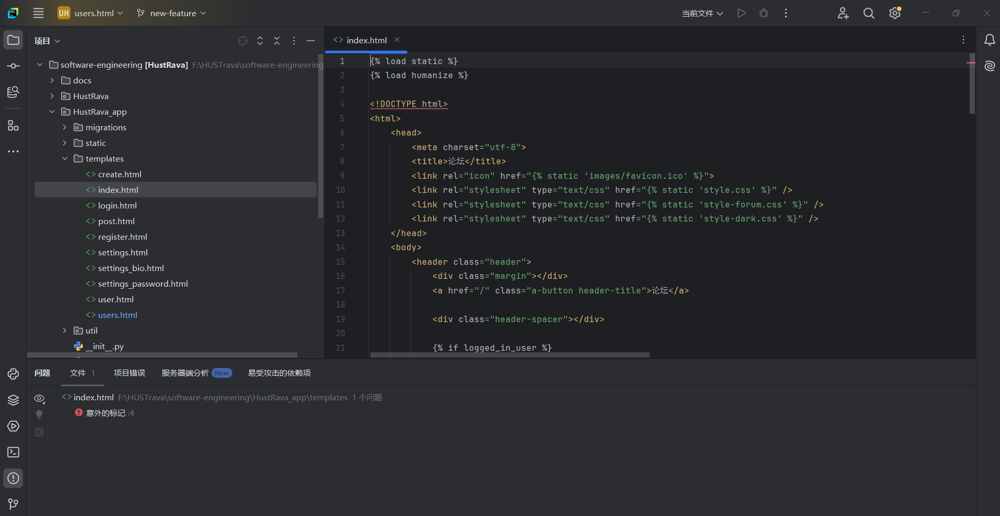 PC
UH users.html
new-feature
当前文件
项目
index.html
software-engineering [HustRava] F:\HUSTrava\software-engineering
docs
HustRava
HustRava_app
migrations
static
templates
create.html
index.html
login.html
post.html
register.html
settings.html
settings_bio.html
settings_password.html
user.html
users.html
util
__init__.py
1 {% load static %}
2 {% load humanize %}
3
4 <!DOCTYPE html>
5 <html>
6 <head>
7 <meta charset="utf-8">
8 <title>论坛</title>
9 <link rel="icon" href="{% static 'images/favicon.ico' %}">
10 <link rel="stylesheet" type="text/css" href="{% static 'style.css' %}" />
11 <link rel="stylesheet" type="text/css" href="{% static 'style-forum.css' %}" />
12 <link rel="stylesheet" type="text/css" href="{% static 'style-dark.css' %}" />
13 </head>
14 <body>
15 <header class="header">
16 <div class="margin"></div>
17 <a href="/" class="a-button header-title">论坛</a>
18
19 <div class="header-spacer"></div>
20
21 {% if logged_in_user %}
问题 文件 1 项目错误 服务器端分析 New 易受攻击的依赖项
index.html F:\HUSTrava\software-engineering\HustRava_app\templates 1 个问题
意外的标记 :4